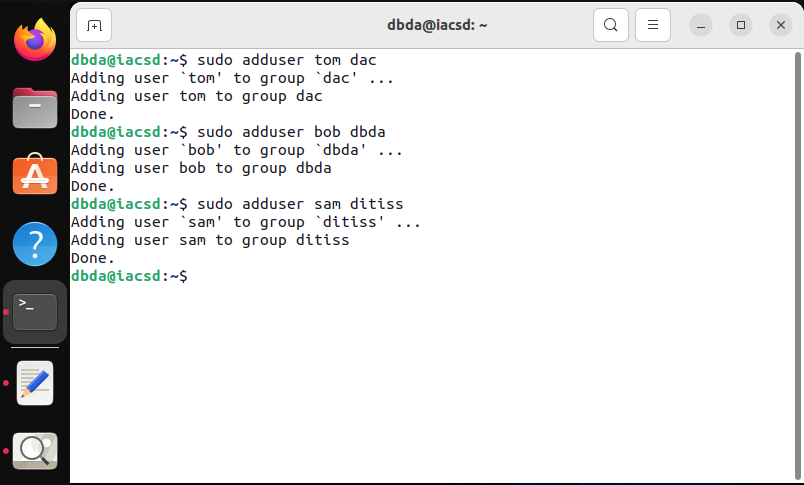 dbda@iacsd: ~
dbda@iacsd:~$ sudo adduser tom dac
Adding user `tom' to group `dac' ...
Adding user tom to group dac
Done.
dbda@iacsd:~$ sudo adduser bob dbda
Adding user `bob' to group `dbda' ...
Adding user bob to group dbda
Done.
dbda@iacsd:~$ sudo adduser sam ditiss
Adding user `sam' to group `ditiss' ...
Adding user sam to group ditiss
Done.
dbda@iacsd:~$